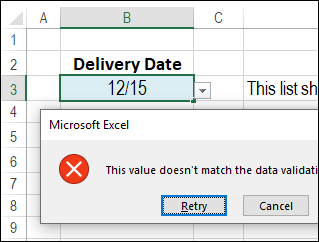 A B C
1
2 Delivery Date
3 12/15 This list sh
4
Microsoft Excel
5
6 This value doesn't match the data validati
7
8 Retry Cancel
9